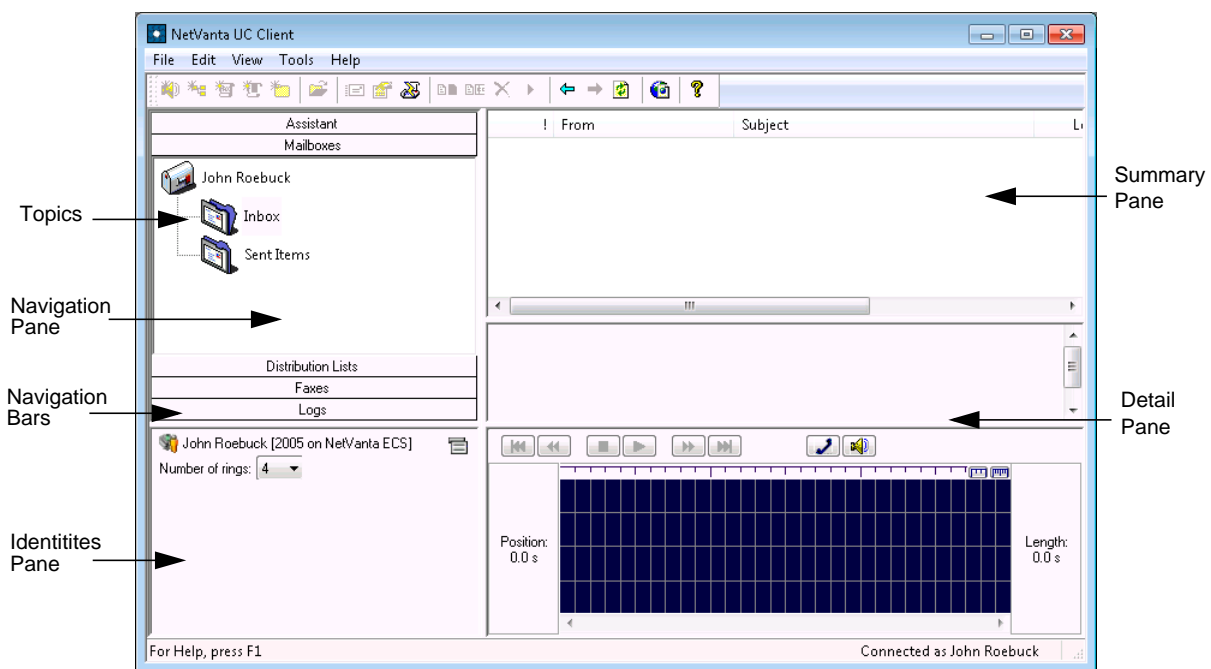 NetVanta UC Client
File Edit View Tools Help
Assistant
Mailboxes
! From Subject
John Roebuck
Inbox
Sent Items
Distribution Lists
Faxes
Logs
John Roebuck [2005 on NetVanta ECS]
Number of rings: 4
Position:
0.0 s
Length:
0.0 s
For Help, press F1
Connected as John Roebuck
Topics
Navigation
Pane
Navigation
Bars
Identitites
Pane
Summary
Pane
Detail
Pane